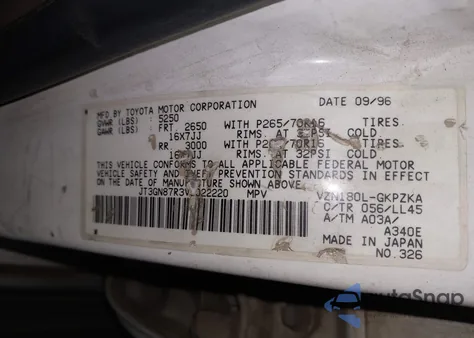 MFD BY TOYOTA MOTOR CORPORATION DATE 09/96
GVWR (LBS) : 5250
GAWR (LBS) : FRT. 2650 WITH P265/70R16 TIRES
16X7JJ RIMS. AT PSI COLD
RR. 3000 WITH TIRES
RIMS. AT 32PSI COLD
THIS VEHICLE CONFORMS TO ALL APPLICABLE FEDERAL MOTOR
VEHICLE SAFETY AND THEFT PREVENTION STANDARDS IN EFFECT
ON THE DATE OF MANUFACTURE SHOWN ABOVE.
MPV VZN180L-GKPZKA
C/TR 056/LL45
A/TM A03A/
A340E
MADE IN JAPAN
NO.326
AutoSnap